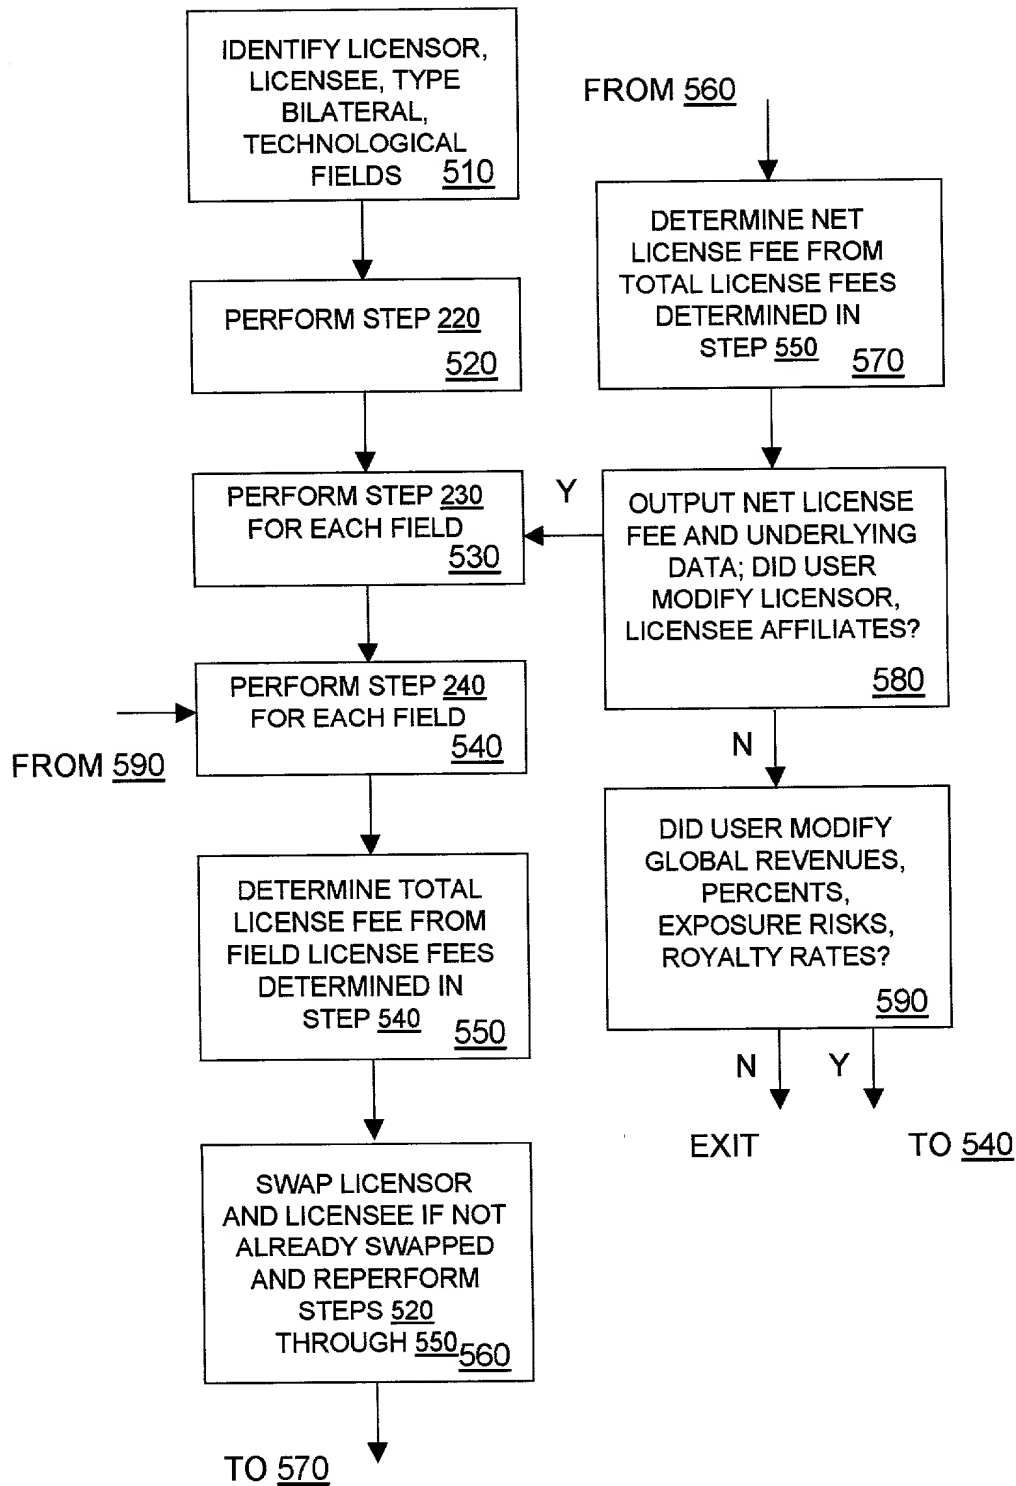 IDENTIFY LICENSOR,
LICENSEE, TYPE
BILATERAL,
TECHNOLOGICAL
FIELDS 510
PERFORM STEP 220
520
PERFORM STEP 230
FOR EACH FIELD
530
PERFORM STEP 240
FOR EACH FIELD
540
FROM 590
DETERMINE TOTAL
LICENSE FEE FROM
FIELD LICENSE FEES
DETERMINED IN
STEP 540
550
SWAP LICENSOR
AND LICENSEE IF NOT
ALREADY SWAPPED
AND REPERFORM
STEPS 520
THROUGH 550
560
TO 570
FROM 560
DETERMINE NET
LICENSE FEE FROM
TOTAL LICENSE FEES
DETERMINED IN
STEP 550
570
Y
OUTPUT NET LICENSE
FEE AND UNDERLYING
DATA; DID USER
MODIFY LICENSOR,
LICENSEE AFFILIATES?
580
N
DID USER MODIFY
GLOBAL REVENUES,
PERCENTS,
EXPOSURE RISKS,
ROYALTY RATES?
590
N Y
EXIT TO 540